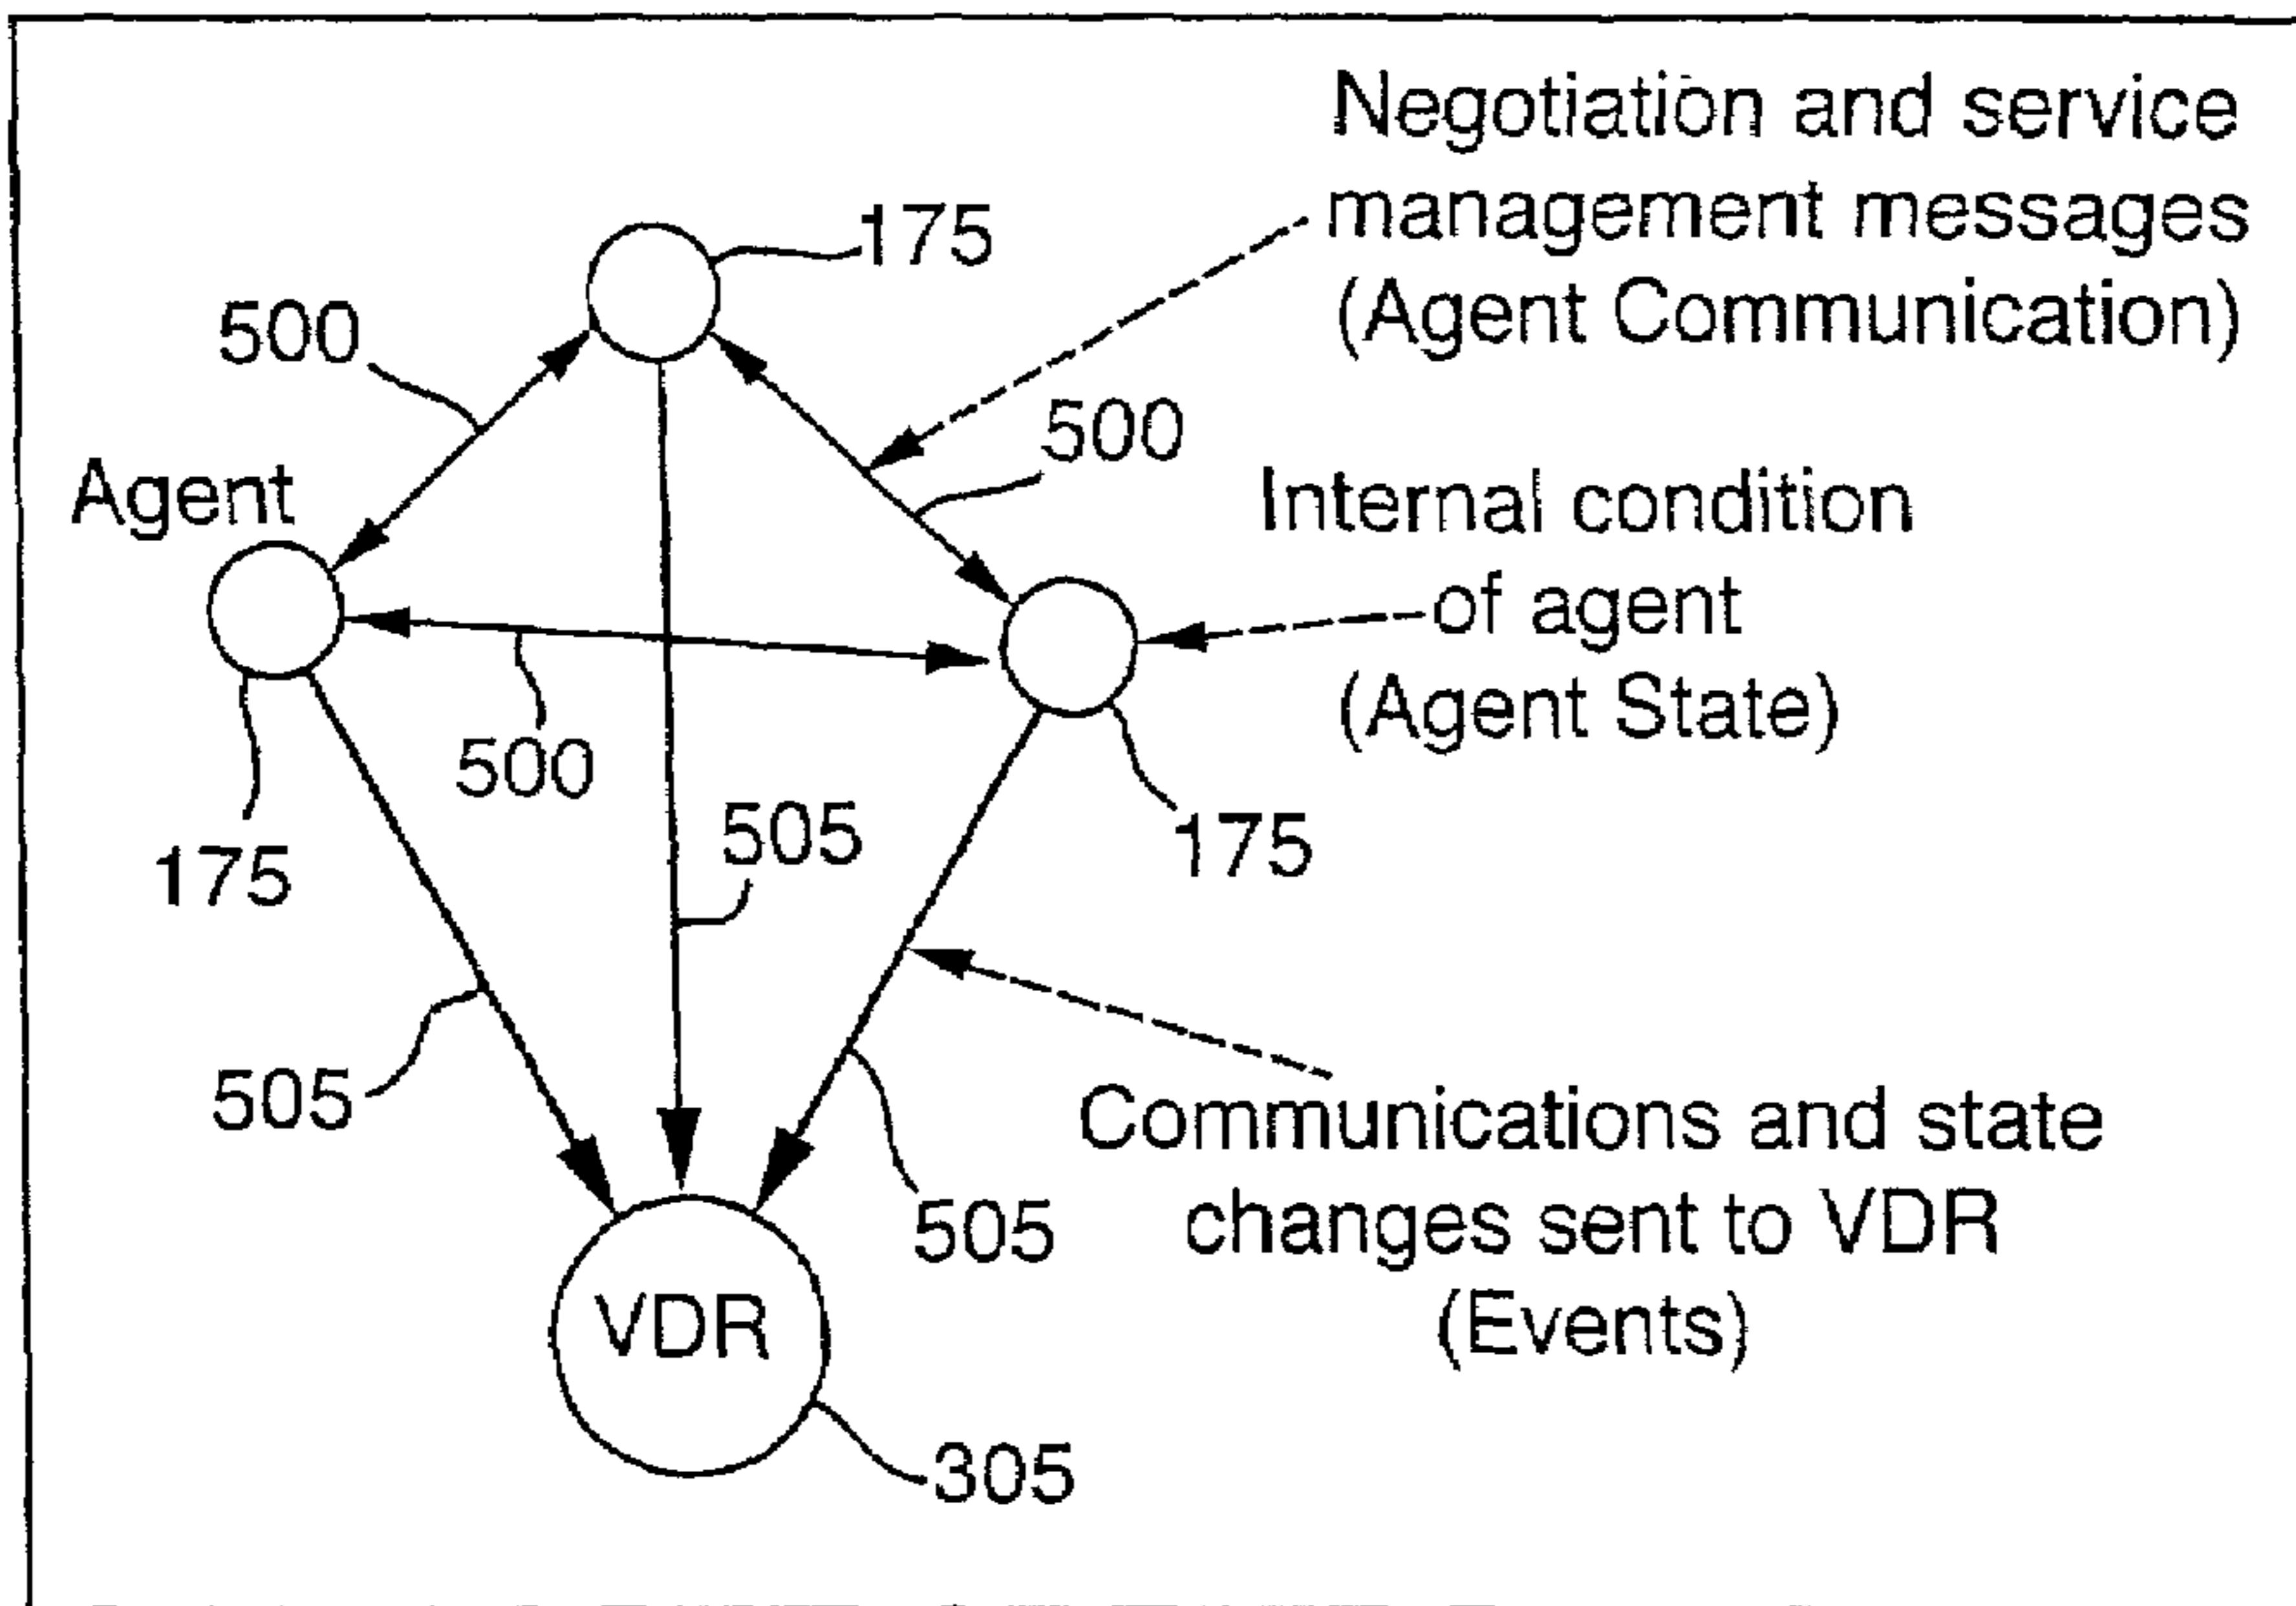 Negotiation and service
management messages
(Agent Communication)
175
500
500
Agent
Internal condition
of agent
(Agent State)
500
505
175
175
505
Communications and state
changes sent to VDR
(Events)
505
VDR
305